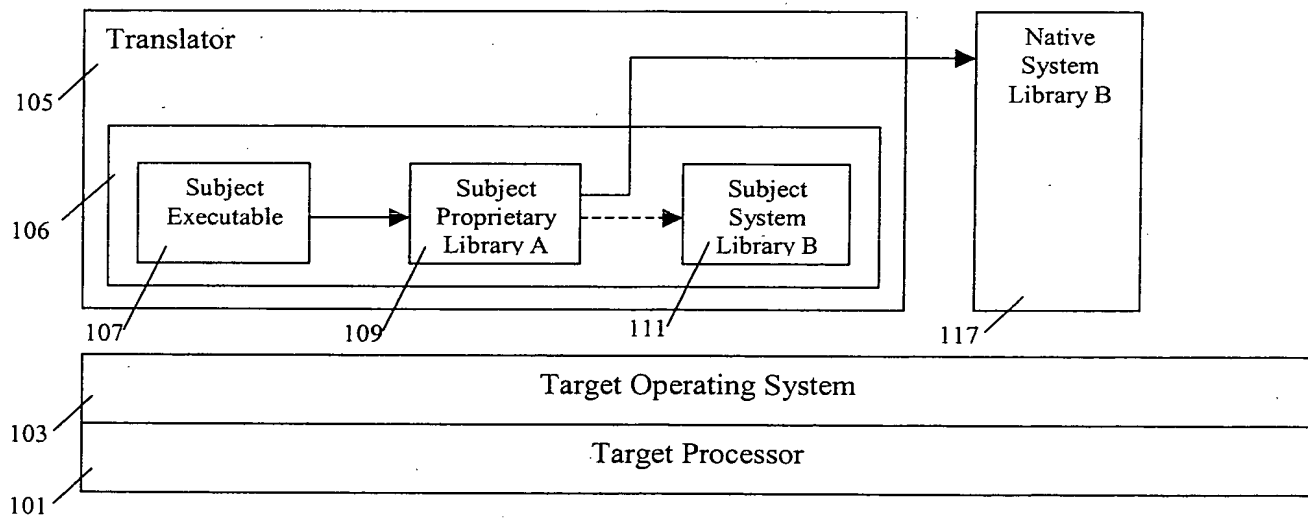 Translator
Native
System
Library B
105
Subject
Executable
Subject
Proprietary
Library A
Subject
System
Library B
106
107
109
111
117
Target Operating System
103
Target Processor
101